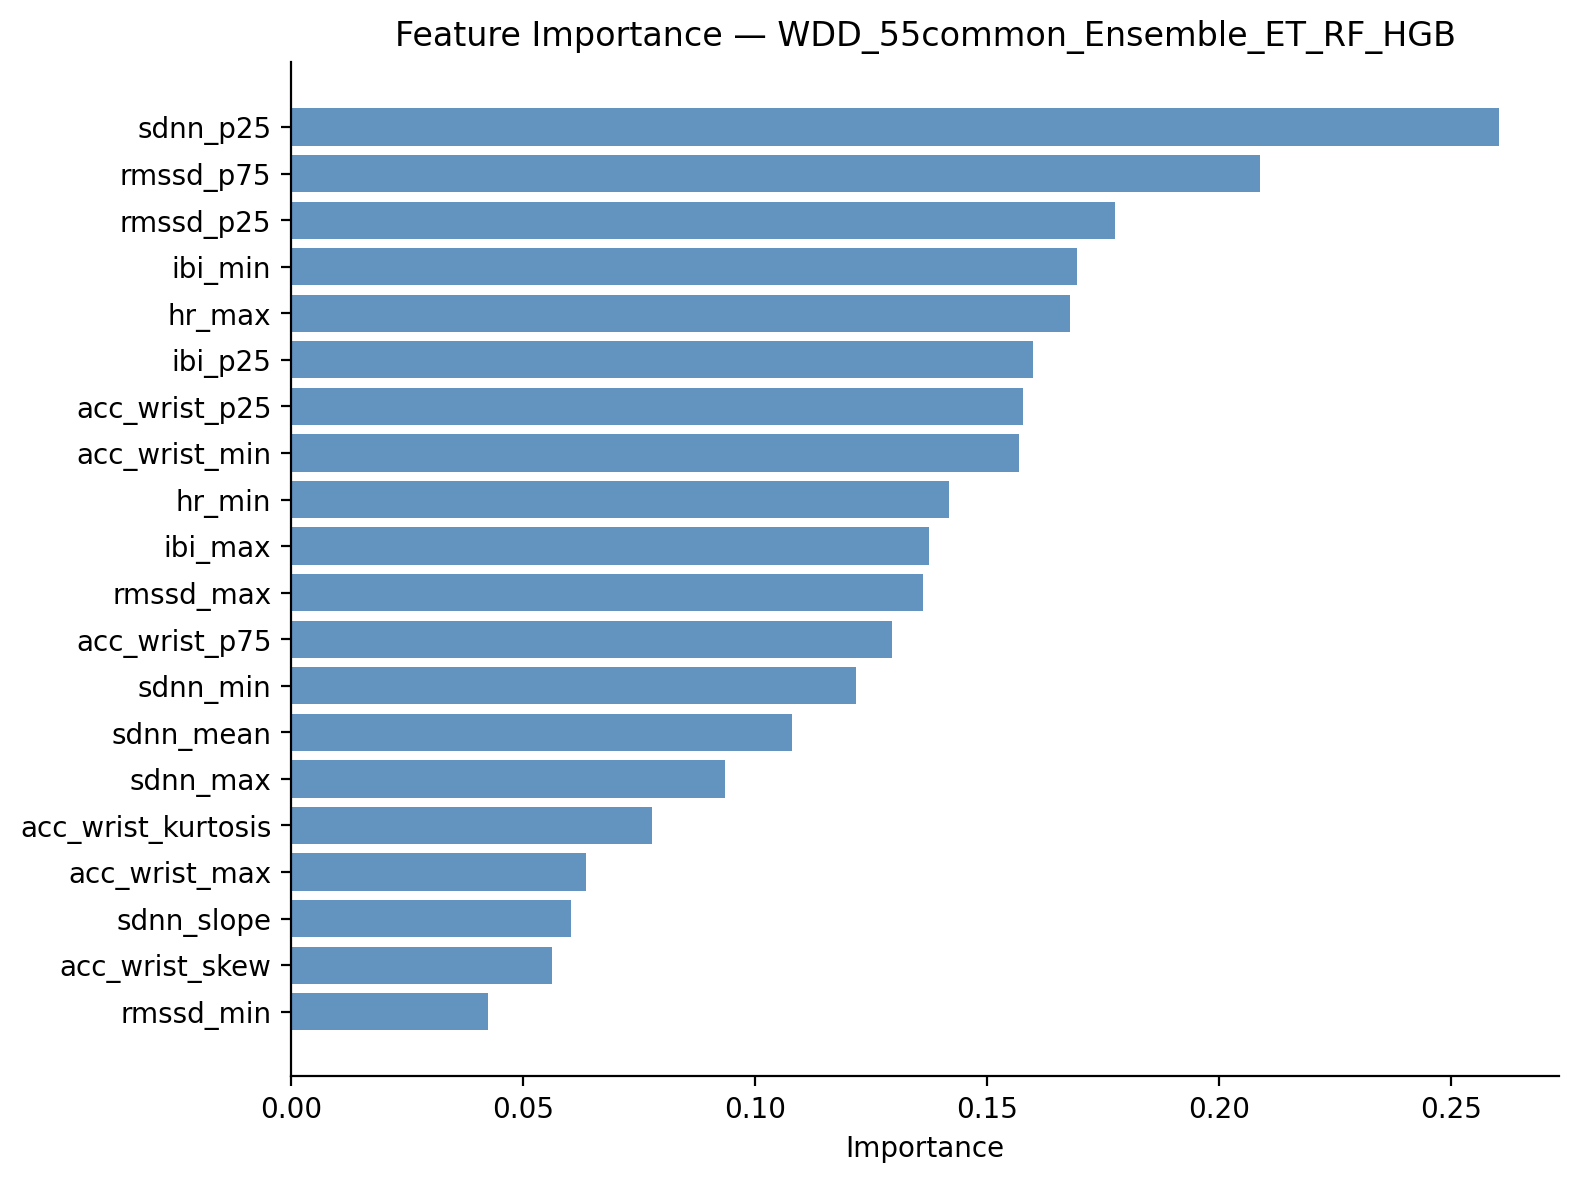 Feature Importance — WDD_55common_Ensemble_ET_RF_HGB
sdnn_p25
rmssd_p75
rmssd_p25
ibi_min
hr_max
ibi_p25
acc_wrist_p25
acc_wrist_min
hr_min
ibi_max
rmssd_max
acc_wrist_p75
sdnn_min
sdnn_mean
sdnn_max
acc_wrist_kurtosis
acc_wrist_max
sdnn_slope
acc_wrist_skew
rmssd_min
0.00 0.05 0.10 0.15 0.20 0.25
Importance